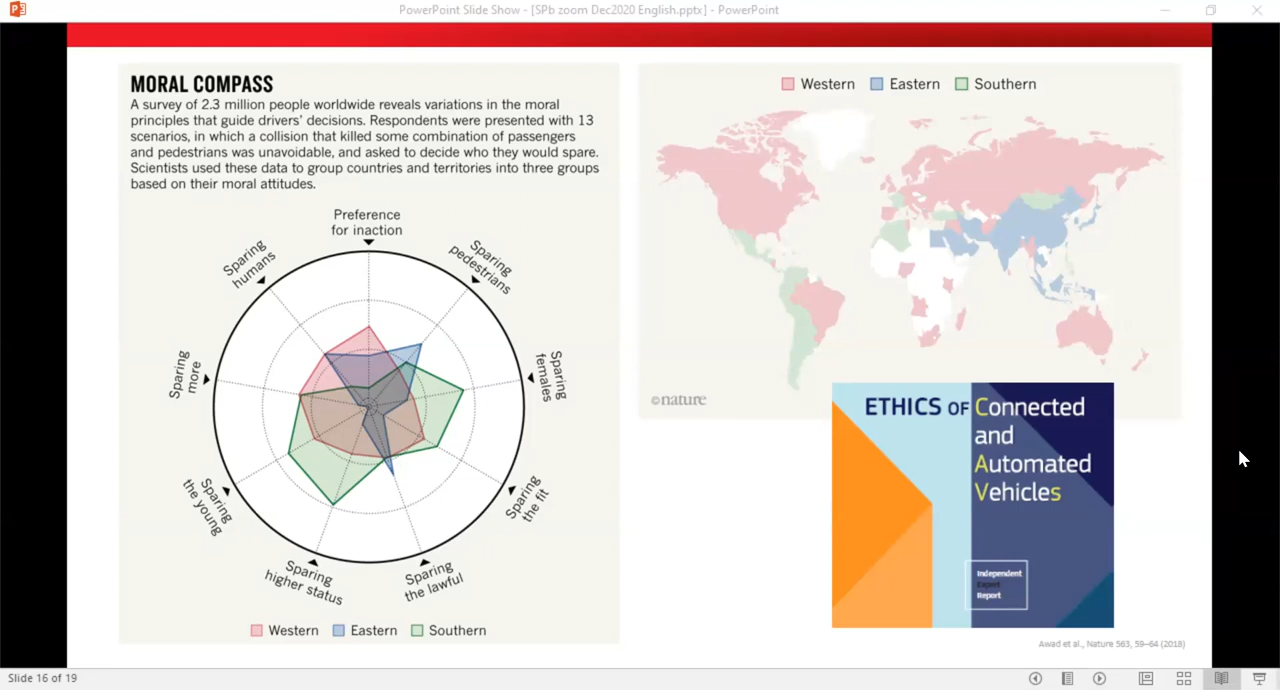 PowerPoint Slide Show - [SPb zoom Dec2020 English.pptx] - PowerPoint
MORAL COMPASS
A survey of 2.3 million people worldwide reveals variations in the moral
principles that guide drivers' decisions. Respondents were presented with 13
scenarios, in which a collision that killed some combination of passengers
and pedestrians was unavoidable, and asked to decide who they would spare.
Scientists used these data to group countries and territories into three groups
based on their moral attitudes.
Preference
for inaction
Sparing
pedestrians
Sparing
females
Sparing
the fit
Sparing
the lawful
Sparing
higher status
Sparing
the young
Sparing
more
Sparing
humans
Western Eastern Southern
Western Eastern Southern
©nature
ETHICS OF Connected
and
Automated
Vehicles
Independent
Expert
Report
Awad et al., Nature 563, 59–64 (2018)
Slide 16 of 19